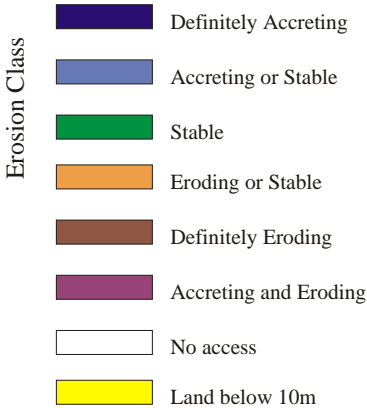 Erosion Class
Definitely Accreting
Accreting or Stable
Stable
Eroding or Stable
Definitely Eroding
Accreting and Eroding
No access
Land below 10m